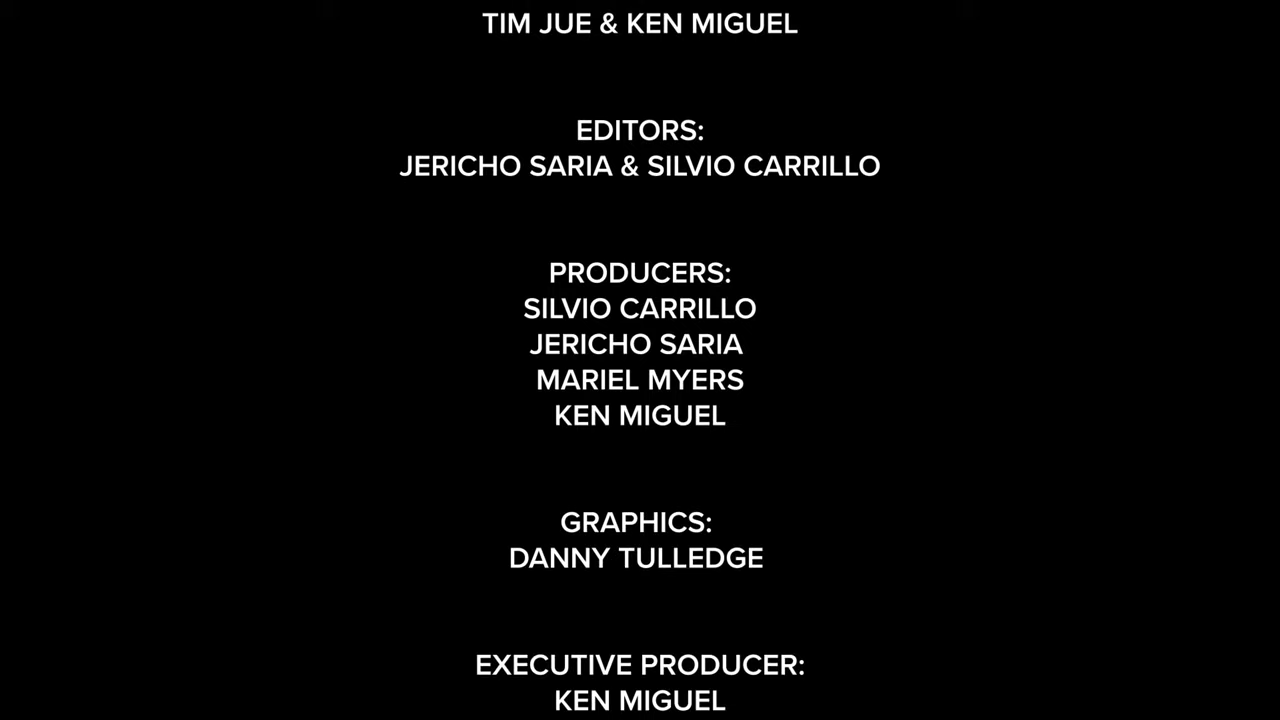 TIM JUE & KEN MIGUEL
EDITORS:
JERICHO SARIA & SILVIO CARRILLO
PRODUCERS:
SILVIO CARRILLO
JERICHO SARIA
MARIEL MYERS
KEN MIGUEL
GRAPHICS:
DANNY TULLEDGE
EXECUTIVE PRODUCER:
KEN MIGUEL